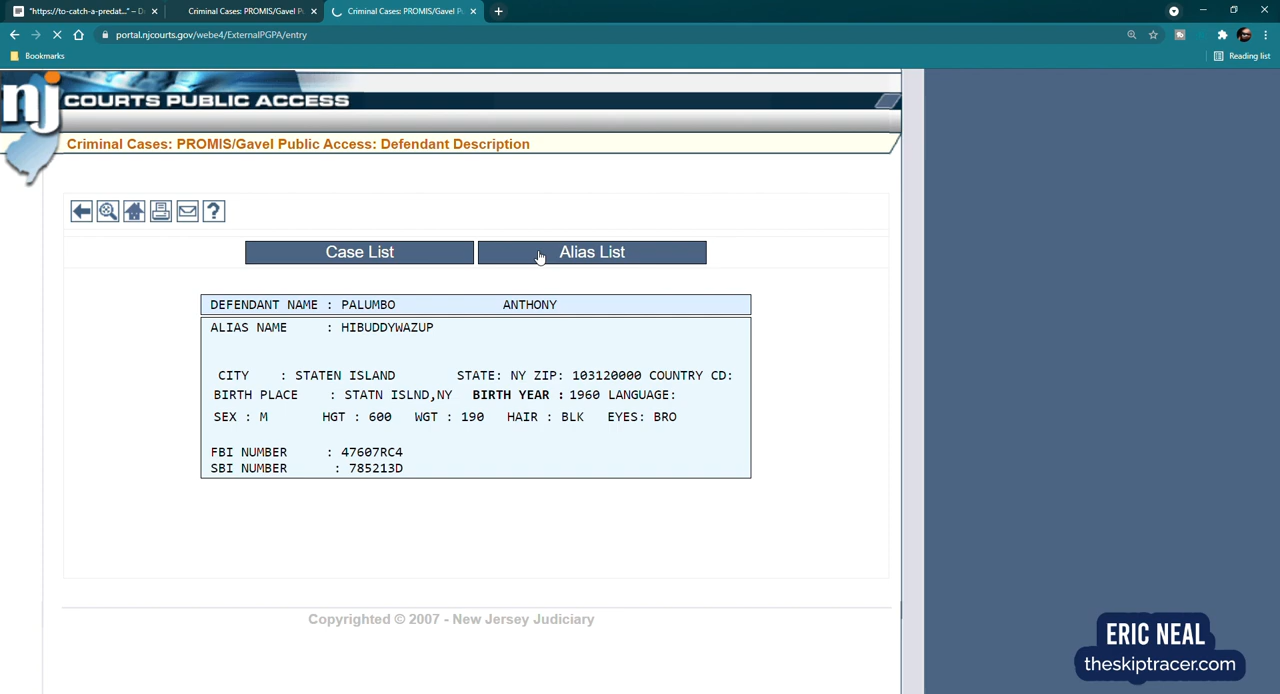 "https://to-catch-a-predat..." – D
Criminal Cases: PROMIS/Gavel P
Criminal Cases: PROMIS/Gavel P
portal.njcourts.gov/webe4/ExternalPGPA/entry
Bookmarks
Reading list
nj COURTS PUBLIC ACCESS
Criminal Cases: PROMIS/Gavel Public Access: Defendant Description
?
Case List
Alias List
DEFENDANT NAME : PALUMBO ANTHONY
ALIAS NAME : HIBUDDYWAZUP
CITY : STATEN ISLAND STATE: NY ZIP: 103120000 COUNTRY CD:
BIRTH PLACE : STATN ISLND,NY BIRTH YEAR : 1960 LANGUAGE:
SEX : M HGT : 600 WGT : 190 HAIR : BLK EYES: BRO
FBI NUMBER : 47607RC4
SBI NUMBER : 785213D
Copyrighted © 2007 - New Jersey Judiciary
ERIC NEAL
theskiptracer.com